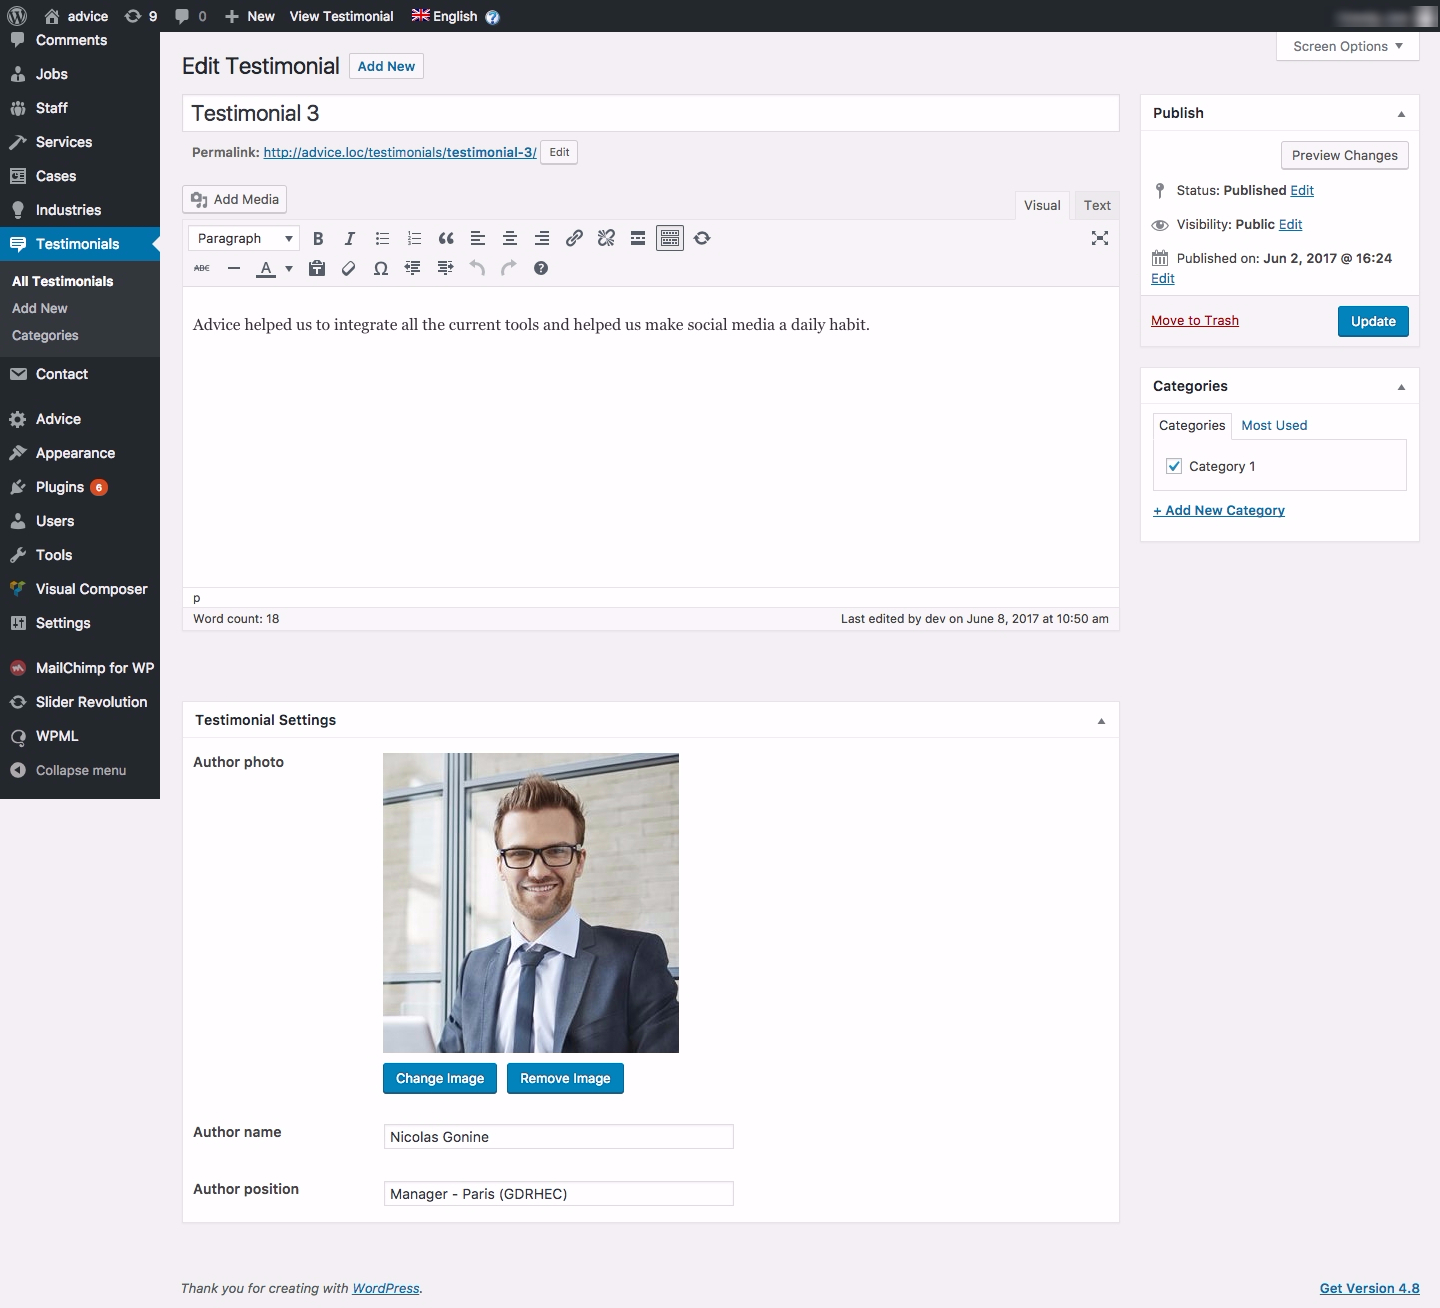 advice 9 0 New View Testimonial English
Comments
Jobs
Staff
Services
Cases
Industries
Testimonials
All Testimonials
Add New
Categories
Contact
Advice
Appearance
Plugins 6
Users
Tools
Visual Composer
Settings
MailChimp for WP
Slider Revolution
WPML
Collapse menu
Screen Options
Edit Testimonial Add New
Testimonial 3
Permalink: http://advice.loc/testimonials/testimonial-3/ Edit
Add Media
Visual Text
Paragraph B I
ABC A Ω
Advice helped us to integrate all the current tools and helped us make social media a daily habit.
p
Word count: 18 Last edited by dev on June 8, 2017 at 10:50 am
Testimonial Settings
Author photo
Change Image Remove Image
Author name Nicolas Gonine
Author position Manager - Paris (GDRHEC)
Publish
Preview Changes
Status: Published Edit
Visibility: Public Edit
Published on: Jun 2, 2017 @ 16:24
Edit
Move to Trash Update
Categories
Categories Most Used
Category 1
+ Add New Category
Thank you for creating with WordPress. Get Version 4.8